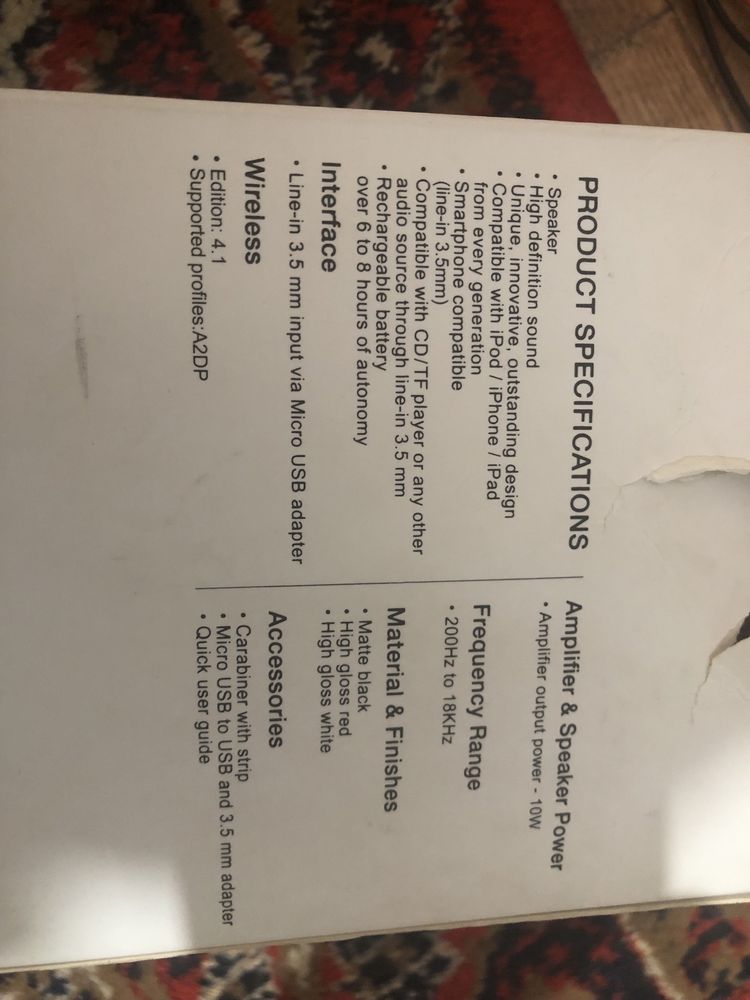 PRODUCT SPECIFICATIONS
• Speaker
• High definition sound
• Unique, innovative, outstanding design
• Compatible with iPod / iPhone / iPad
from every generation
• Smartphone compatible
(line-in 3.5mm)
• Compatible with CD/TF player or any other
audio source through line-in 3.5 mm
• Rechargeable battery
over 6 to 8 hours of autonomy
Interface
• Line-in 3.5 mm input via Micro USB adapter
Wireless
• Edition: 4.1
• Supported profiles:A2DP
Amplifier & Speaker Power
• Amplifier output power - 10W
Frequency Range
• 200Hz to 18KHz
Material & Finishes
• Matte black
• High gloss red
• High gloss white
Accessories
• Carabiner with strip
• Micro USB to USB and 3.5 mm adapter
• Quick user guide